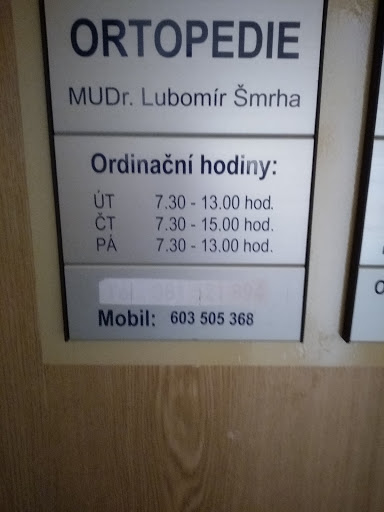 ORTOPEDIE
MUDr. Lubomír Šmrha
Ordinační hodiny:
ÚT 7.30 - 13.00 hod.
ČT 7.30 - 15.00 hod.
PÁ 7.30 - 13.00 hod.
Mobil: 603 505 368